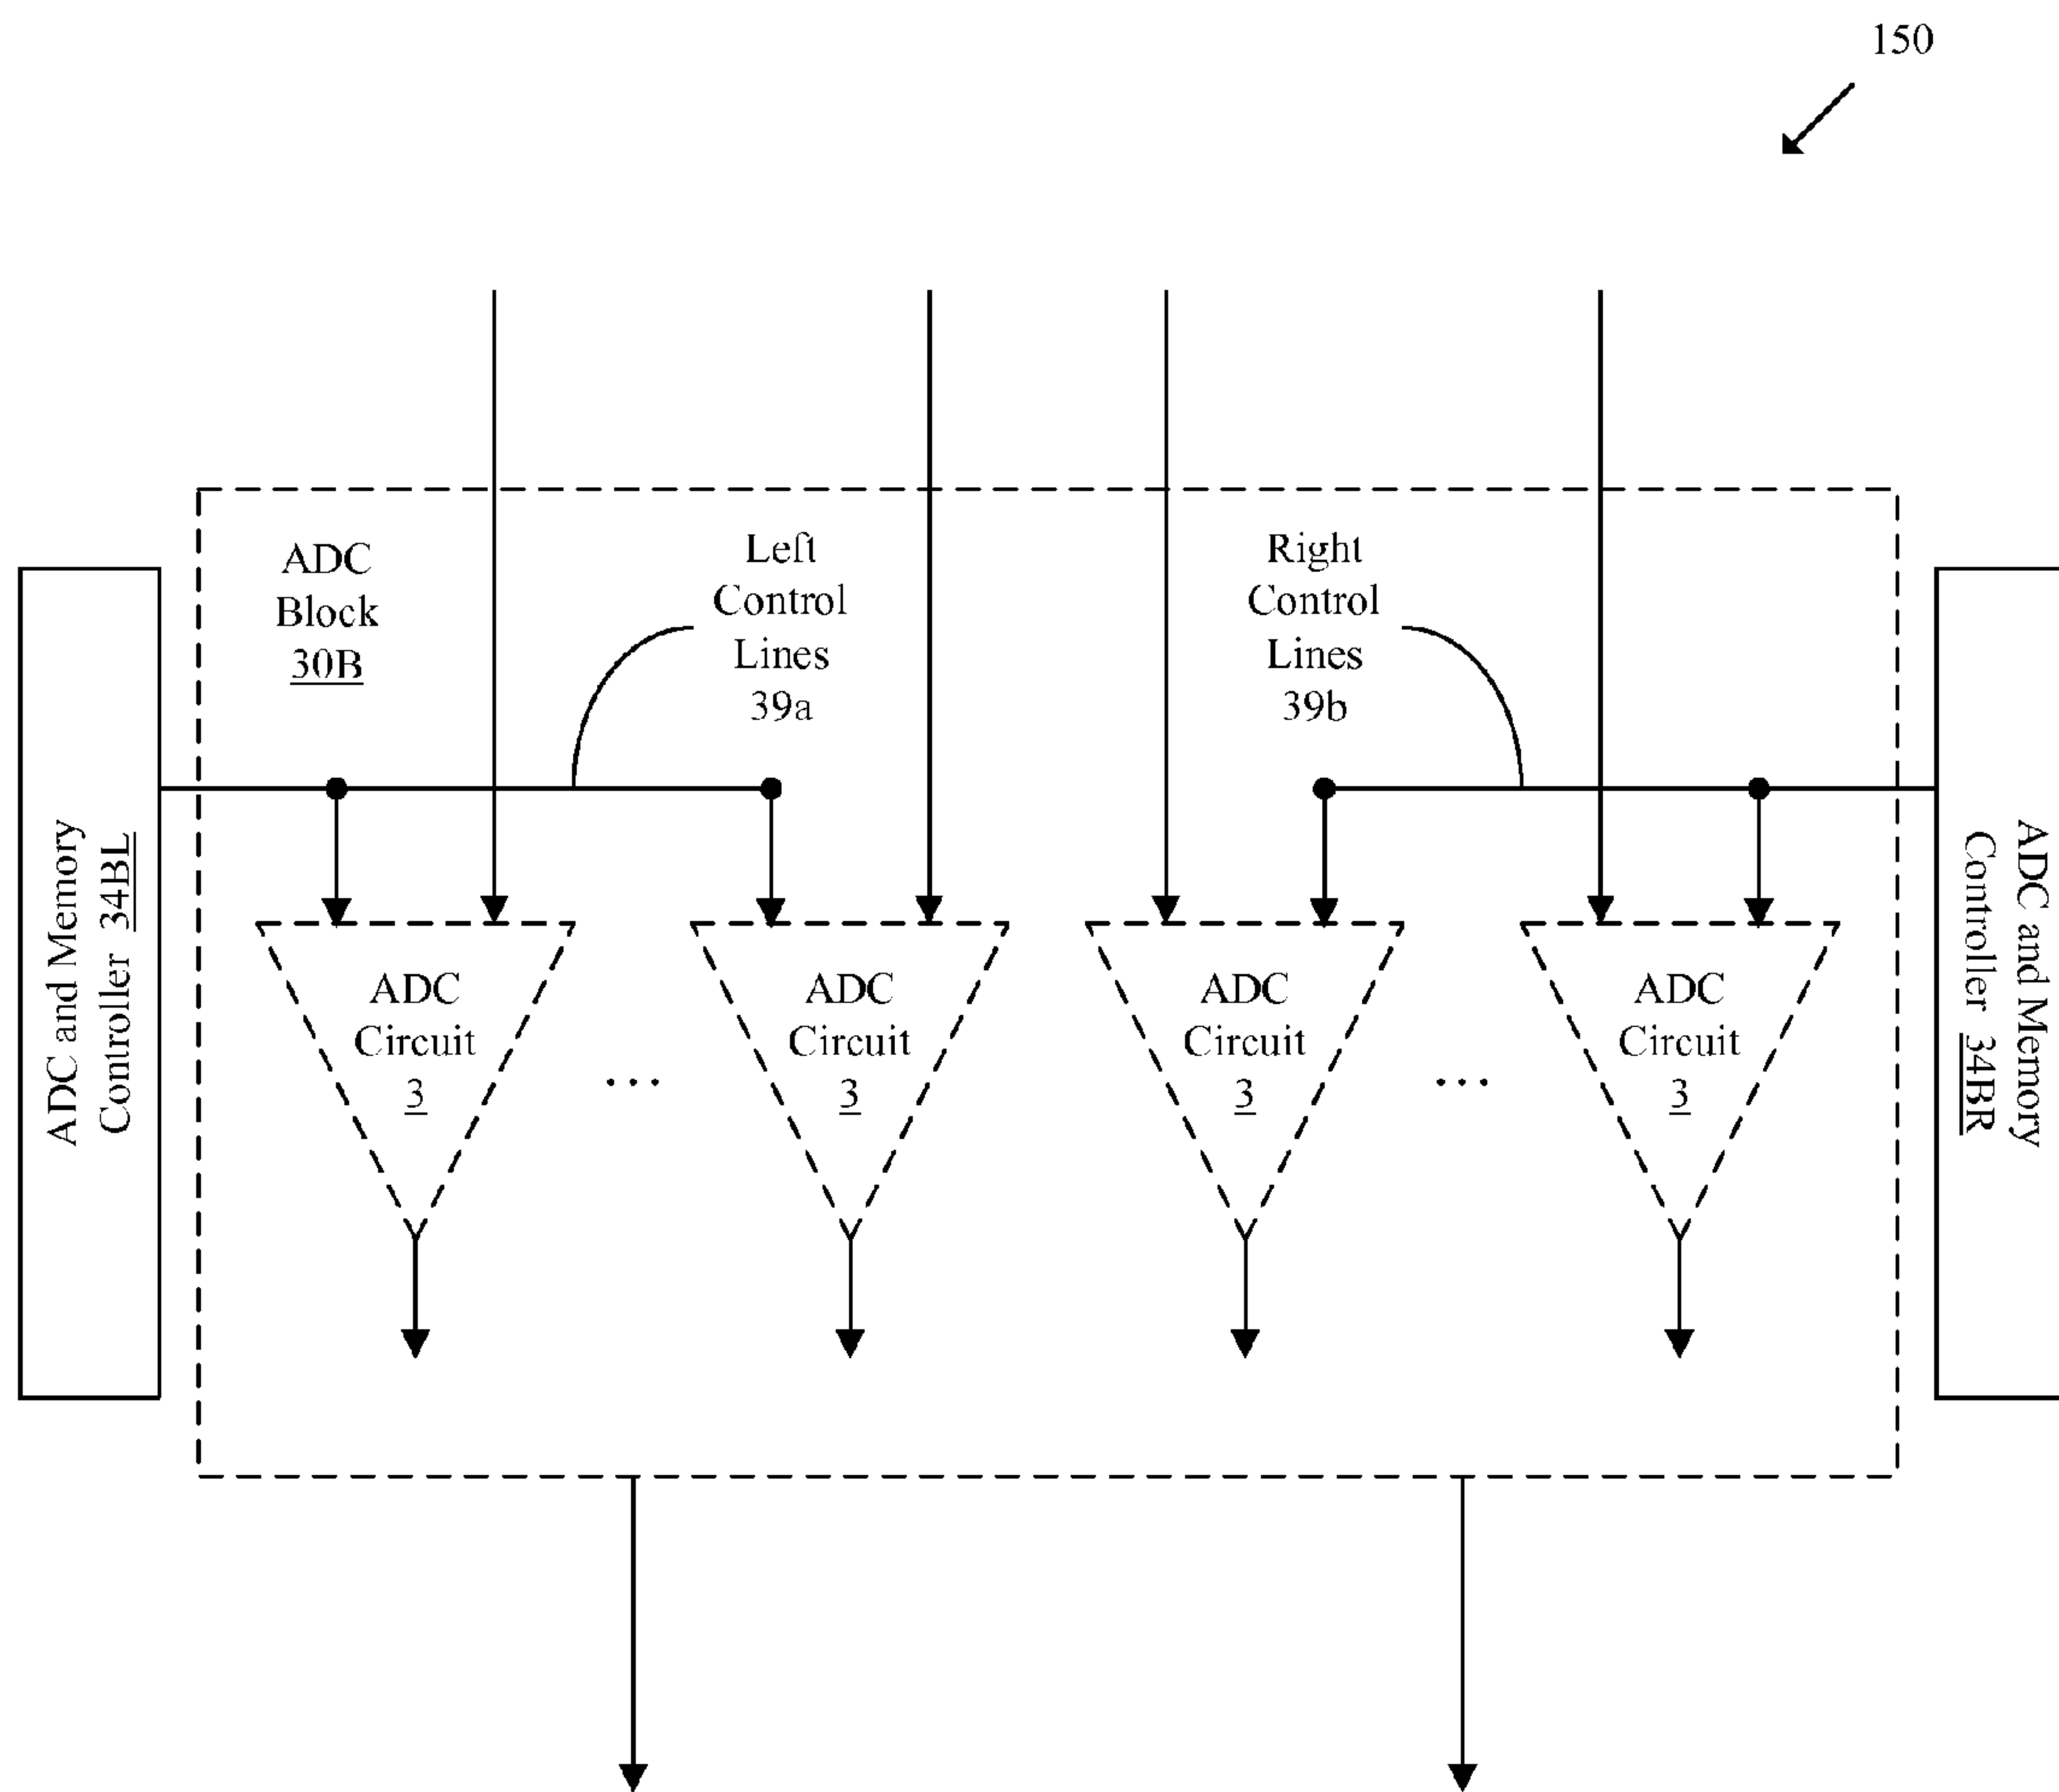 150
ADC
Block
30B
Left
Control
Lines
39a
Right
Control
Lines
39b
ADC and Memory
Controller 34BL
ADC
Circuit
3
...
ADC
Circuit
3
ADC
Circuit
3
...
ADC
Circuit
3
ADC and Memory
Controller 34BR